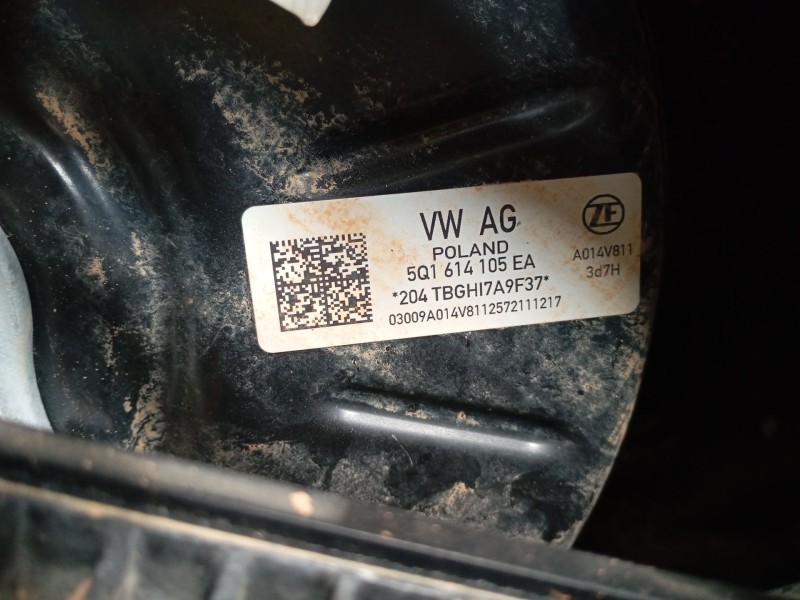 VW AG
POLAND
5Q1 614 105 EA
*204 TBGHI7A9F37*
03009A014V8112572111217
ZF
A014V811
3d7H